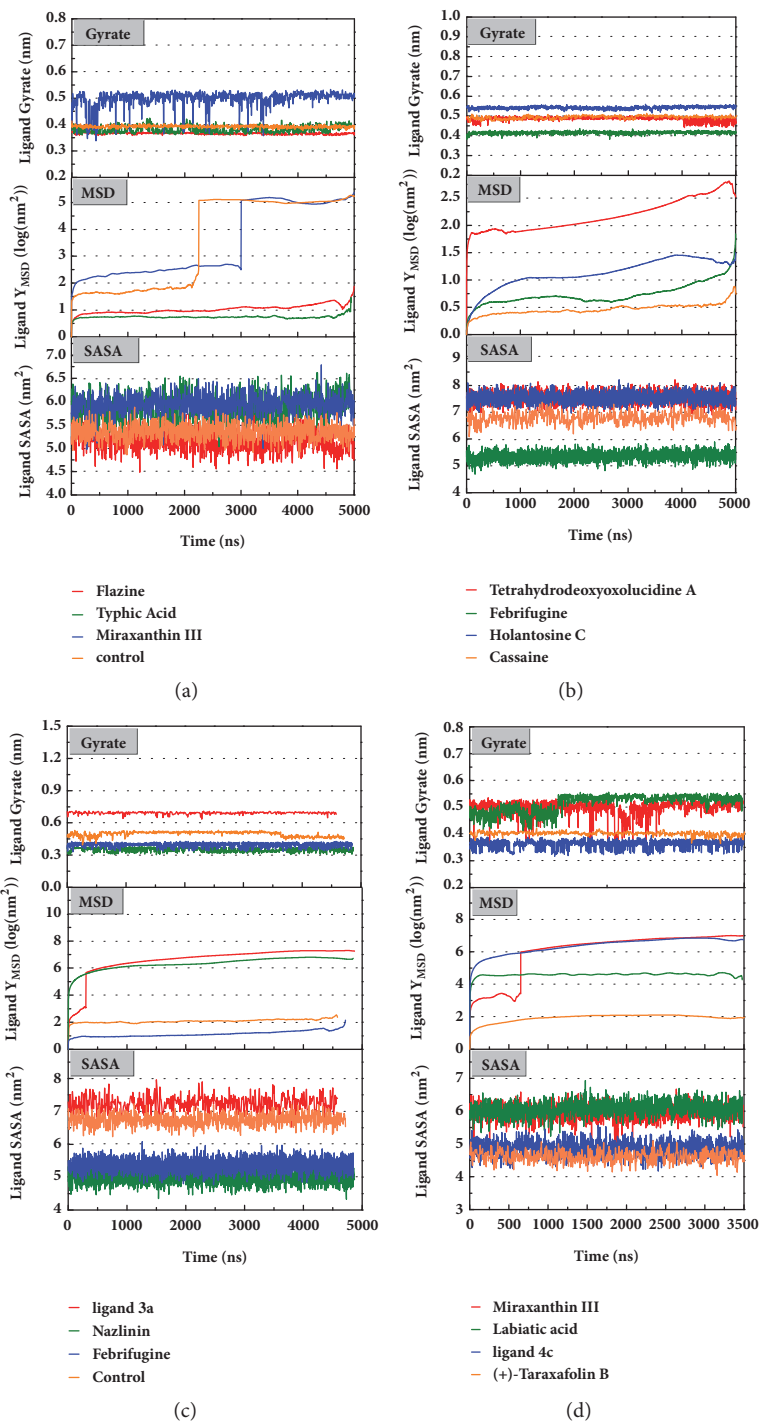 Gyrate
Ligand Gyrate (nm)
0.8
0.7
0.6
0.5
0.4
0.3
0.2
MSD
Ligand Y_MSD (log(nm²))
5
4
3
2
1
0
SASA
Ligand SASA (nm²)
7.0
6.5
6.0
5.5
5.0
4.5
4.0
0 1000 2000 3000 4000 5000
Time (ns)
Flazine
Typhic Acid
Miraxanthin III
control
(a)
Gyrate
Ligand Gyrate (nm)
1.0
0.9
0.8
0.7
0.6
0.5
0.4
0.3
0.2
MSD
Ligand Y_MSD (log(nm²))
2.5
2.0
1.5
1.0
0.5
0.0
SASA
Ligand SASA (nm²)
9
8
7
6
5
4
0 1000 2000 3000 4000 5000
Time (ns)
Tetrahydrodeoxyoxolucidine A
Febrifugine
Holantosine C
Cassaine
(b)
Gyrate
Ligand Gyrate (nm)
1.5
1.2
0.9
0.6
0.3
0.0
MSD
Ligand Y_MSD (log(nm²))
10
8
6
4
2
0
SASA
Ligand SASA (nm²)
8
7
6
5
4
0 1000 2000 3000 4000 5000
Time (ns)
ligand 3a
Nazlinin
Febrifugine
Control
(c)
Gyrate
Ligand Gyrate (nm)
0.8
0.7
0.6
0.5
0.4
0.3
0.2
MSD
Ligand Y_MSD (log(nm²))
8
6
4
2
0
SASA
Ligand SASA (nm²)
7
6
5
4
3
0 500 1000 1500 2000 2500 3000 3500
Time (ns)
Miraxanthin III
Labiatic acid
ligand 4c
(+)-Taraxafolin B
(d)